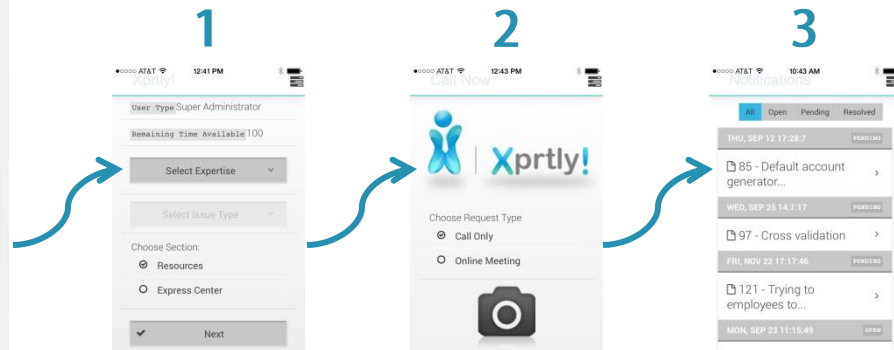 1
●○○○○ AT&T 12:41 PM
Xprtly!
User Type Super Administrator
Remaining Time Available 100
Select Expertise
Select Issue Type
Choose Section:
Resources
Express Center
Next
2
●○○○○ AT&T 12:43 PM
Call Now
Xprtly!
Choose Request Type
Call Only
Online Meeting
3
●○○○○ AT&T 10:43 AM
Notifications
All Open Pending Resolved
THU, SEP 12 17:28:7 PENDING
85 - Default account
generator...
WED, SEP 25 14:7:17 PENDING
97 - Cross validation
FRI, NOV 22 17:17:46 PENDING
121 - Trying to
employees to...
MON, SEP 23 11:15:49 OPEN